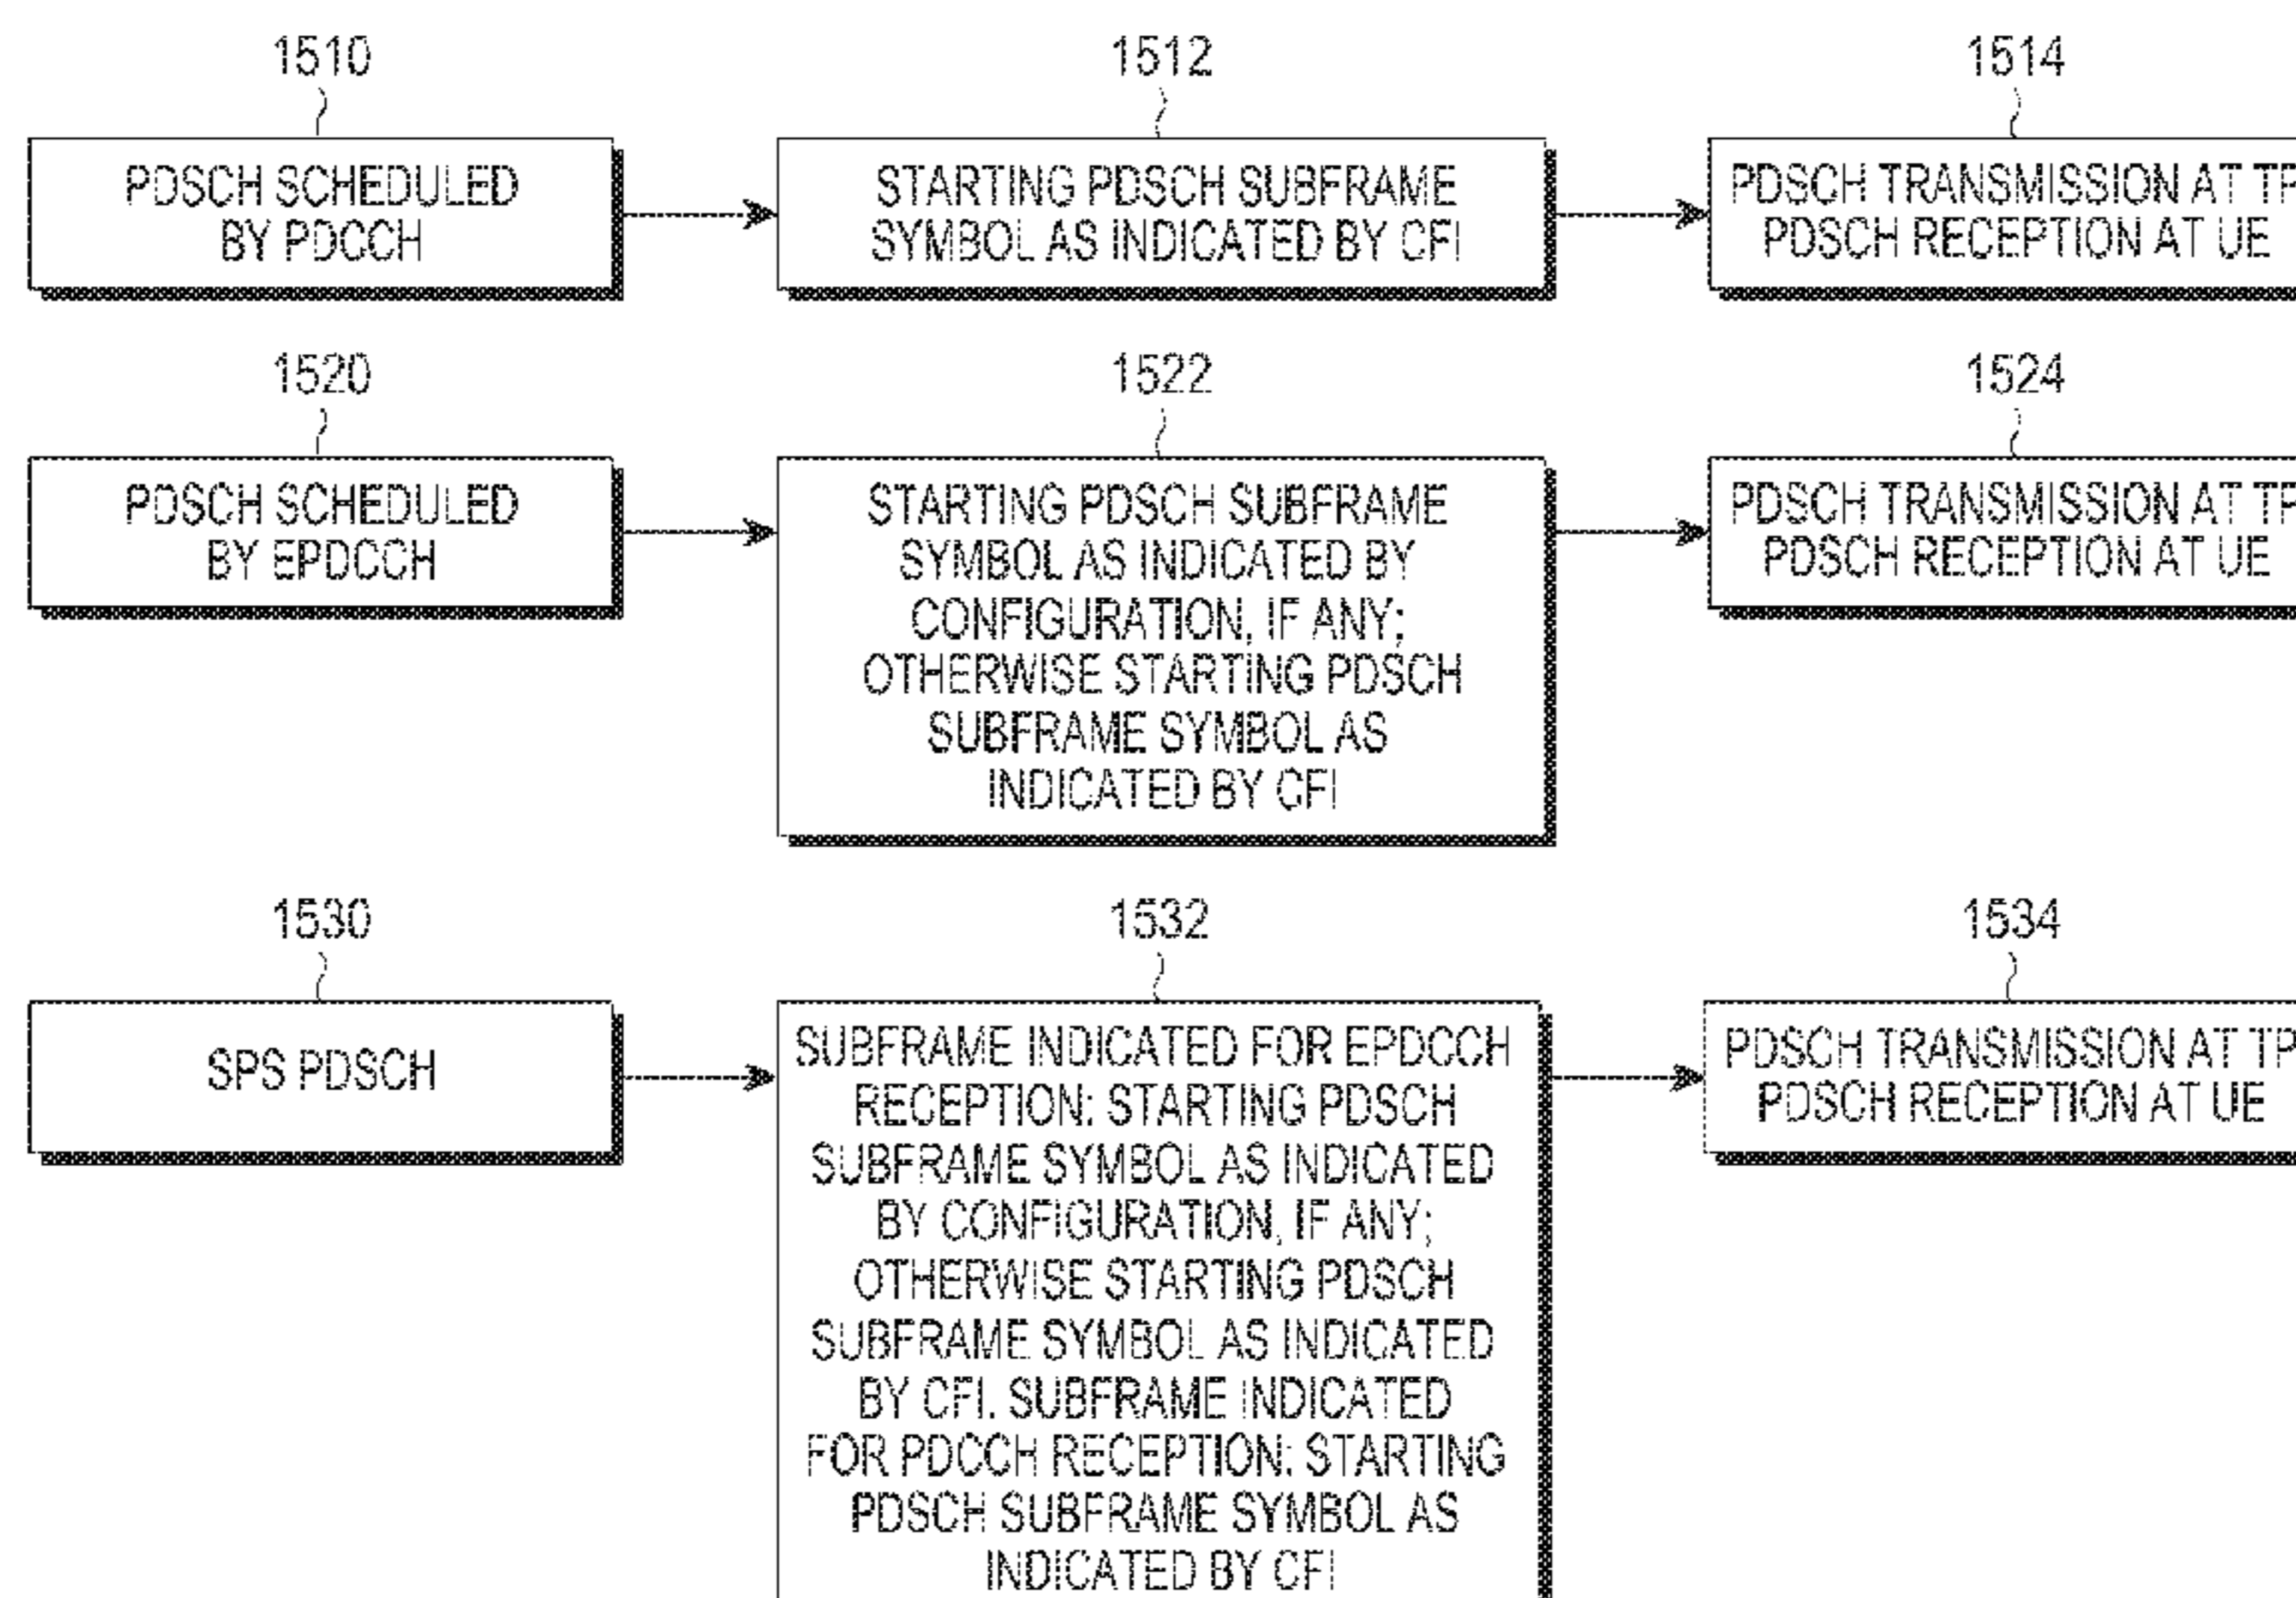 1510
1512
1514
PDSCH SCHEDULED
BY PDCCH
STARTING PDSCH SUBFRAME
SYMBOL AS INDICATED BY CFI
PDSCH TRANSMISSION AT TP
PDSCH RECEPTION AT UE
1520
1522
1524
PDSCH SCHEDULED
BY EPDCCH
STARTING PDSCH SUBFRAME
SYMBOL AS INDICATED BY
CONFIGURATION, IF ANY;
OTHERWISE STARTING PDSCH
SUBFRAME SYMBOL AS
INDICATED BY CFI
PDSCH TRANSMISSION AT TP
PDSCH RECEPTION AT UE
1530
1532
1534
SPS PDSCH
SUBFRAME INDICATED FOR EPDCCH
RECEPTION: STARTING PDSCH
SUBFRAME SYMBOL AS INDICATED
BY CONFIGURATION, IF ANY;
OTHERWISE STARTING PDSCH
SUBFRAME SYMBOL AS INDICATED
BY CFI. SUBFRAME INDICATED
FOR PDCCH RECEPTION: STARTING
PDSCH SUBFRAME SYMBOL AS
INDICATED BY CFI
PDSCH TRANSMISSION AT TP
PDSCH RECEPTION AT UE